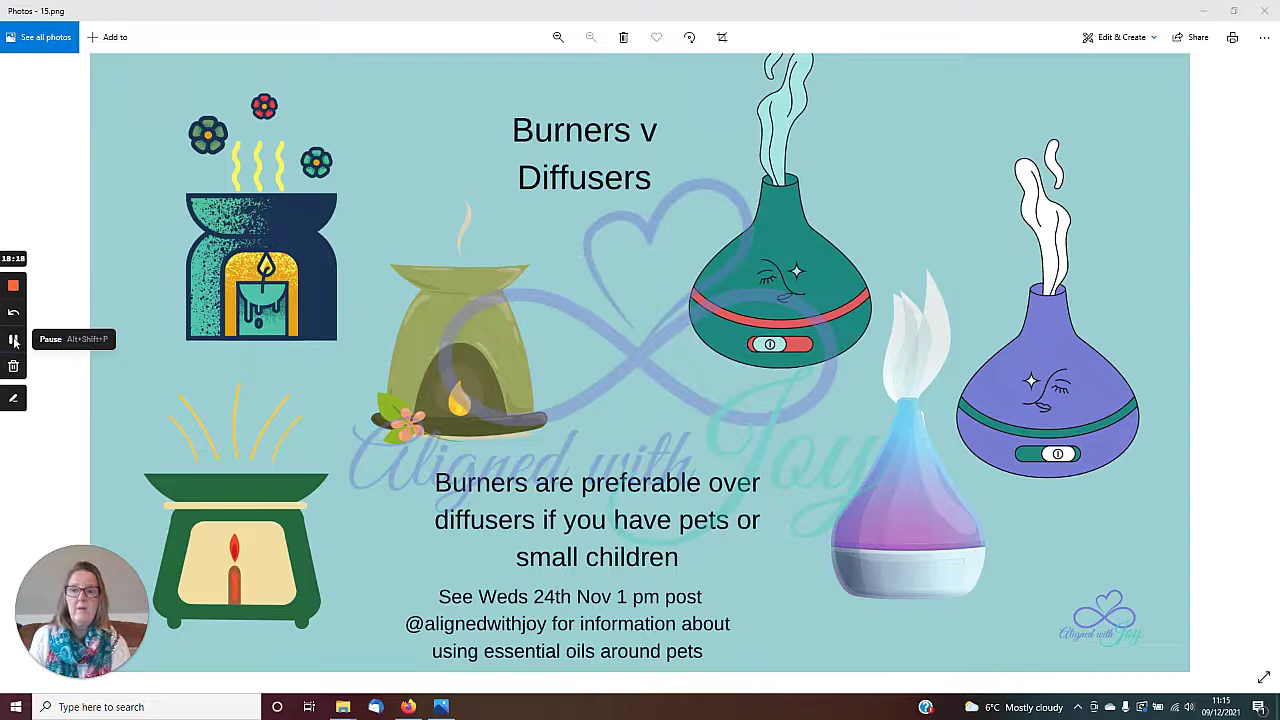 Photos - 15.png
See all photos
Add to
Edit & Create
Share
Burners v
Diffusers
18:18
Pause Alt+Shift+P
Aligned with Joy
Burners are preferable over
diffusers if you have pets or
small children
See Weds 24th Nov 1 pm post
@alignedwithjoy for information about
using essential oils around pets
Aligned with Joy
Type here to search
6°C Mostly cloudy
11:15
09/12/2021